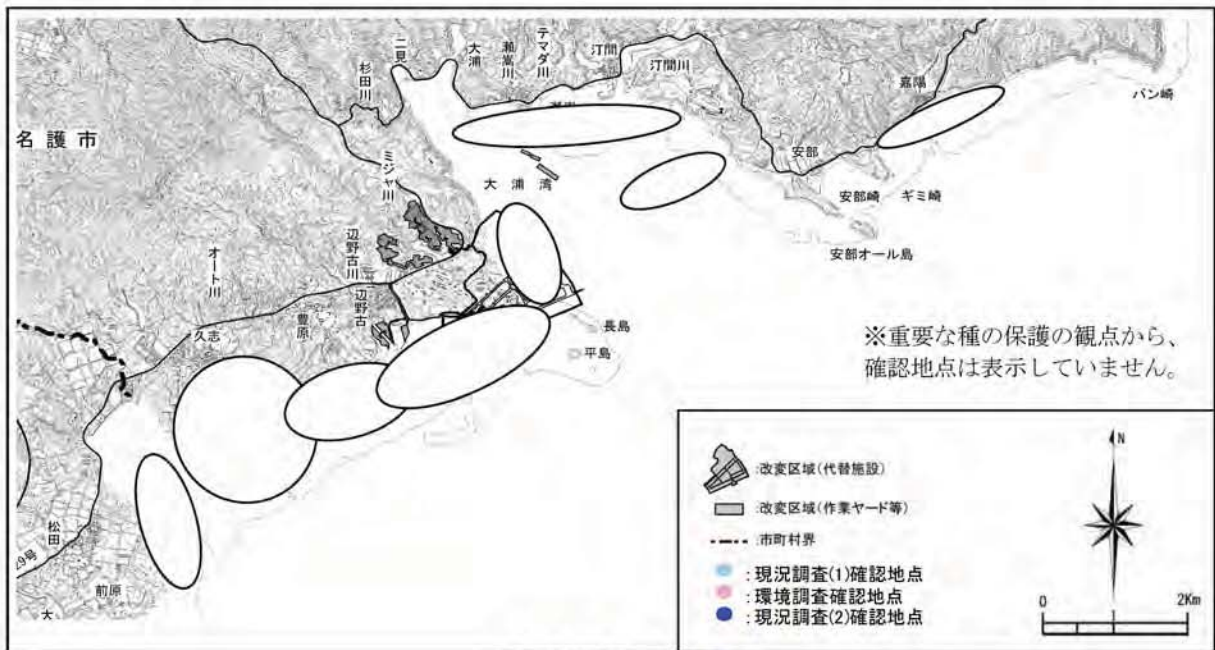 二見
大浦
瀬嵩川
テマダ川
汀間
汀間川
杉田川
嘉陽
バン崎
名護市
ミジャ川
安部
大浦湾
安部崎
ギミ崎
安部オール島
オート川
辺野古川
辺野古
豊原
久志
長島
平島
※重要な種の保護の観点から、
確認地点は表示していません。
松田
前原
:改変区域(代替施設)
:改変区域(作業ヤード等)
:市町村界
:現況調査(1)確認地点
:環境調査確認地点
:現況調査(2)確認地点
N
0 2Km